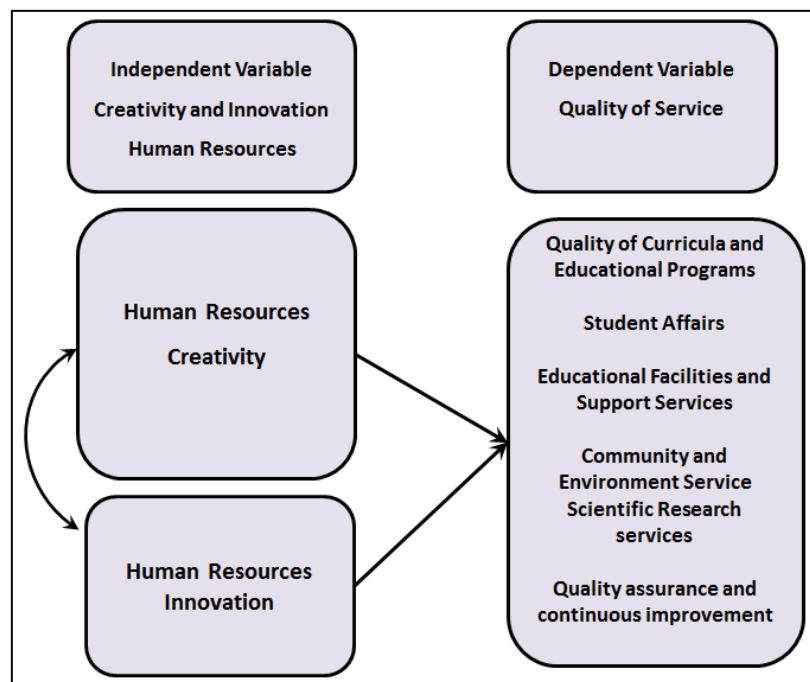 Independent Variable
Creativity and Innovation
Human Resources
Dependent Variable
Quality of Service
Human Resources
Creativity
Human Resources
Innovation
Quality of Curricula and
Educational Programs
Student Affairs
Educational Facilities and
Support Services
Community and
Environment Service
Scientific Research
services
Quality assurance and
continuous improvement